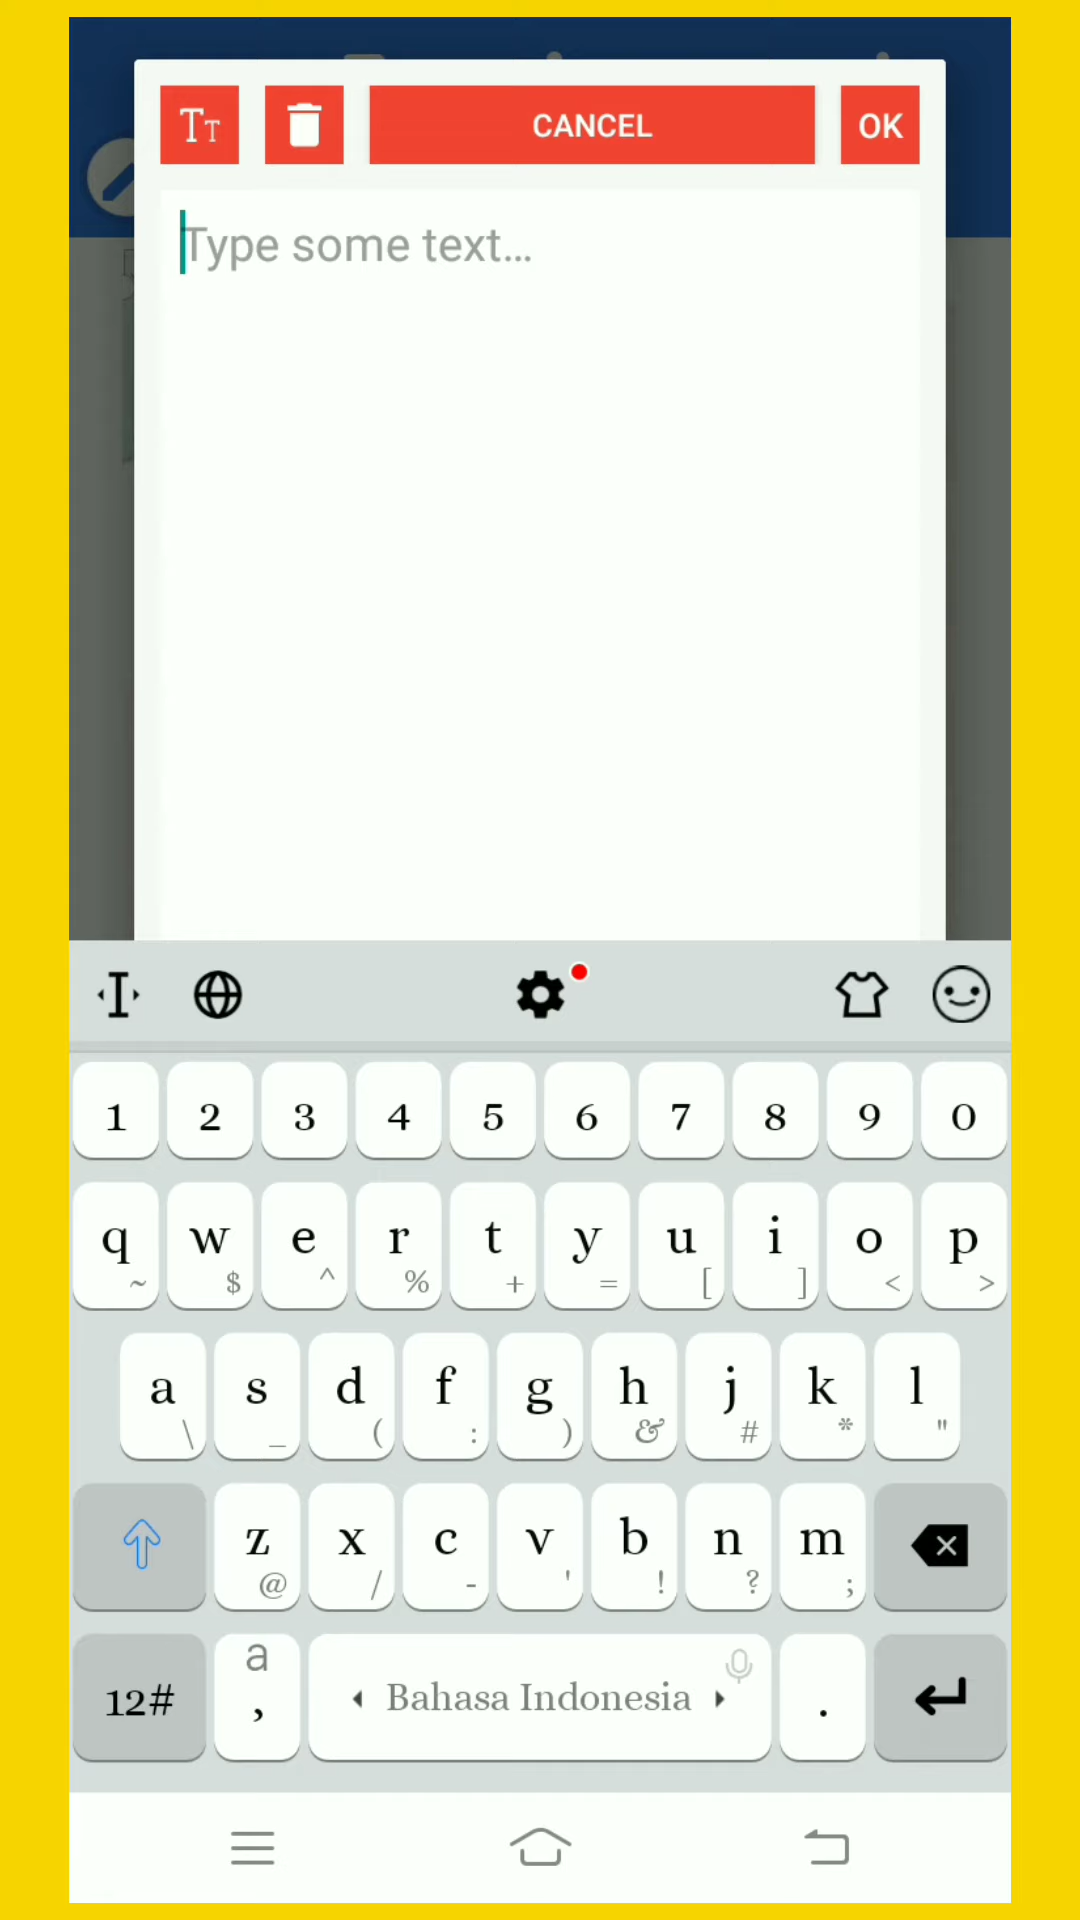 TT
CANCEL
OK
Type some text...
1 2 3 4 5 6 7 8 9 0
q w e r t y u i o p
~ $ ^ % + = [ ] < >
a s d f g h j k l
\ _ ( : ) & # * "
z x c v b n m
@ / - ' ! ? ;
12#
a
,
Bahasa Indonesia
.